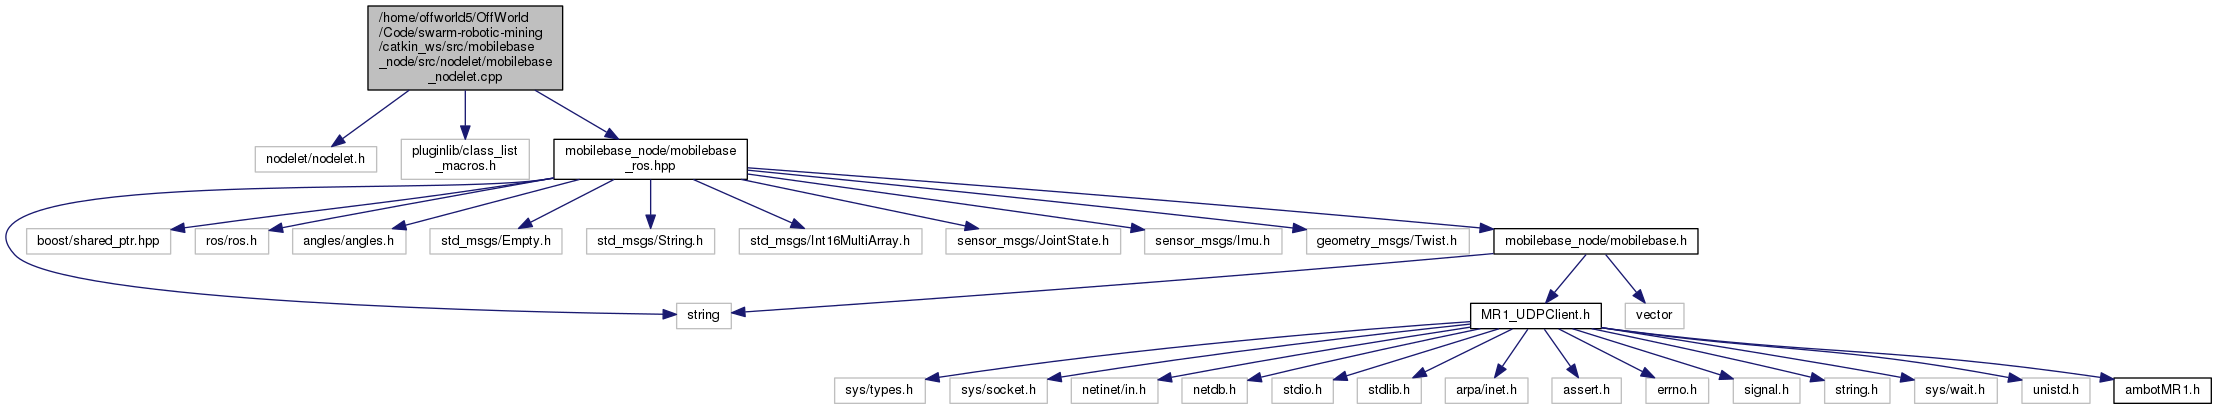 /home/offworld5/OffWorld
/Code/swarm-robotic-mining
/catkin_ws/src/mobilebase
_node/src/nodelet/mobilebase
_nodelet.cpp
nodelet/nodelet.h
pluginlib/class_list
_macros.h
mobilebase_node/mobilebase
_ros.hpp
boost/shared_ptr.hpp
ros/ros.h
angles/angles.h
std_msgs/Empty.h
std_msgs/String.h
std_msgs/Int16MultiArray.h
sensor_msgs/JointState.h
sensor_msgs/Imu.h
geometry_msgs/Twist.h
mobilebase_node/mobilebase.h
string
MR1_UDPClient.h
vector
sys/types.h
sys/socket.h
netinet/in.h
netdb.h
stdio.h
stdlib.h
arpa/inet.h
assert.h
errno.h
signal.h
string.h
sys/wait.h
unistd.h
ambotMR1.h